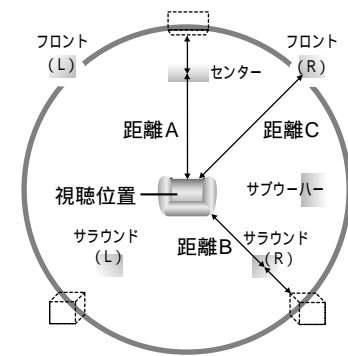 フロント
(L)
フロント
(R)
センター
距離A
距離C
視聴位置
サブウーハー
サラウンド
(L)
距離B
サラウンド
(R)